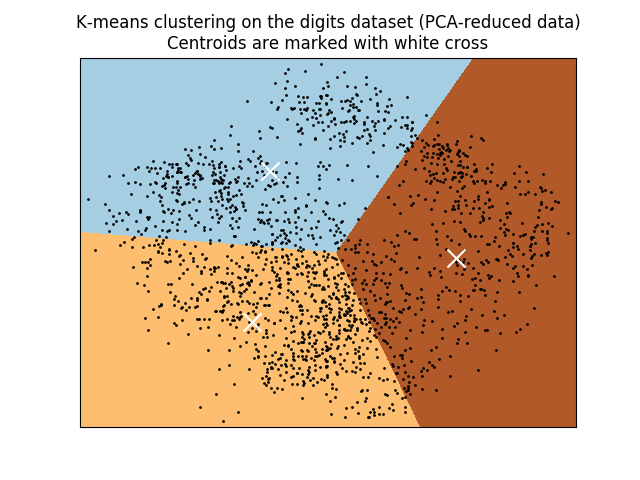 K-means clustering on the digits dataset (PCA-reduced data)
Centroids are marked with white cross